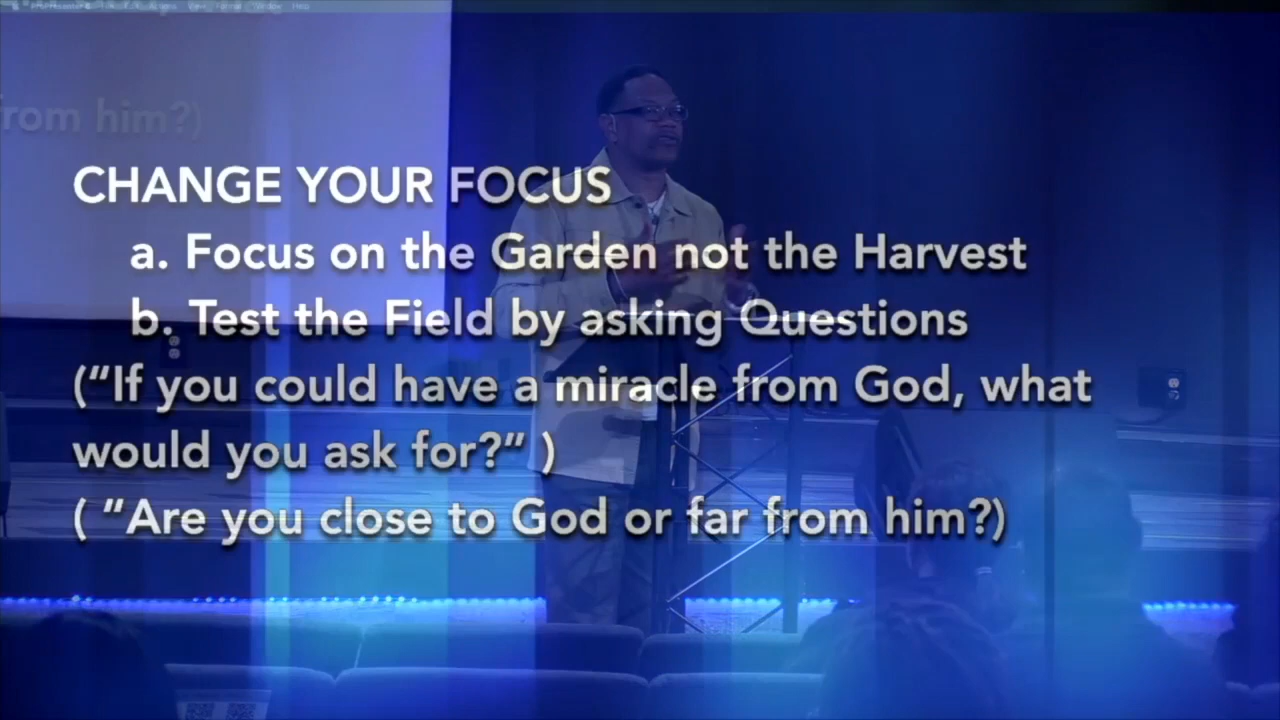 from him?)
CHANGE YOUR FOCUS
a. Focus on the Garden not the Harvest
b. Test the Field by asking Questions
(“If you could have a miracle from God, what
would you ask for?” )
( “Are you close to God or far from him?)